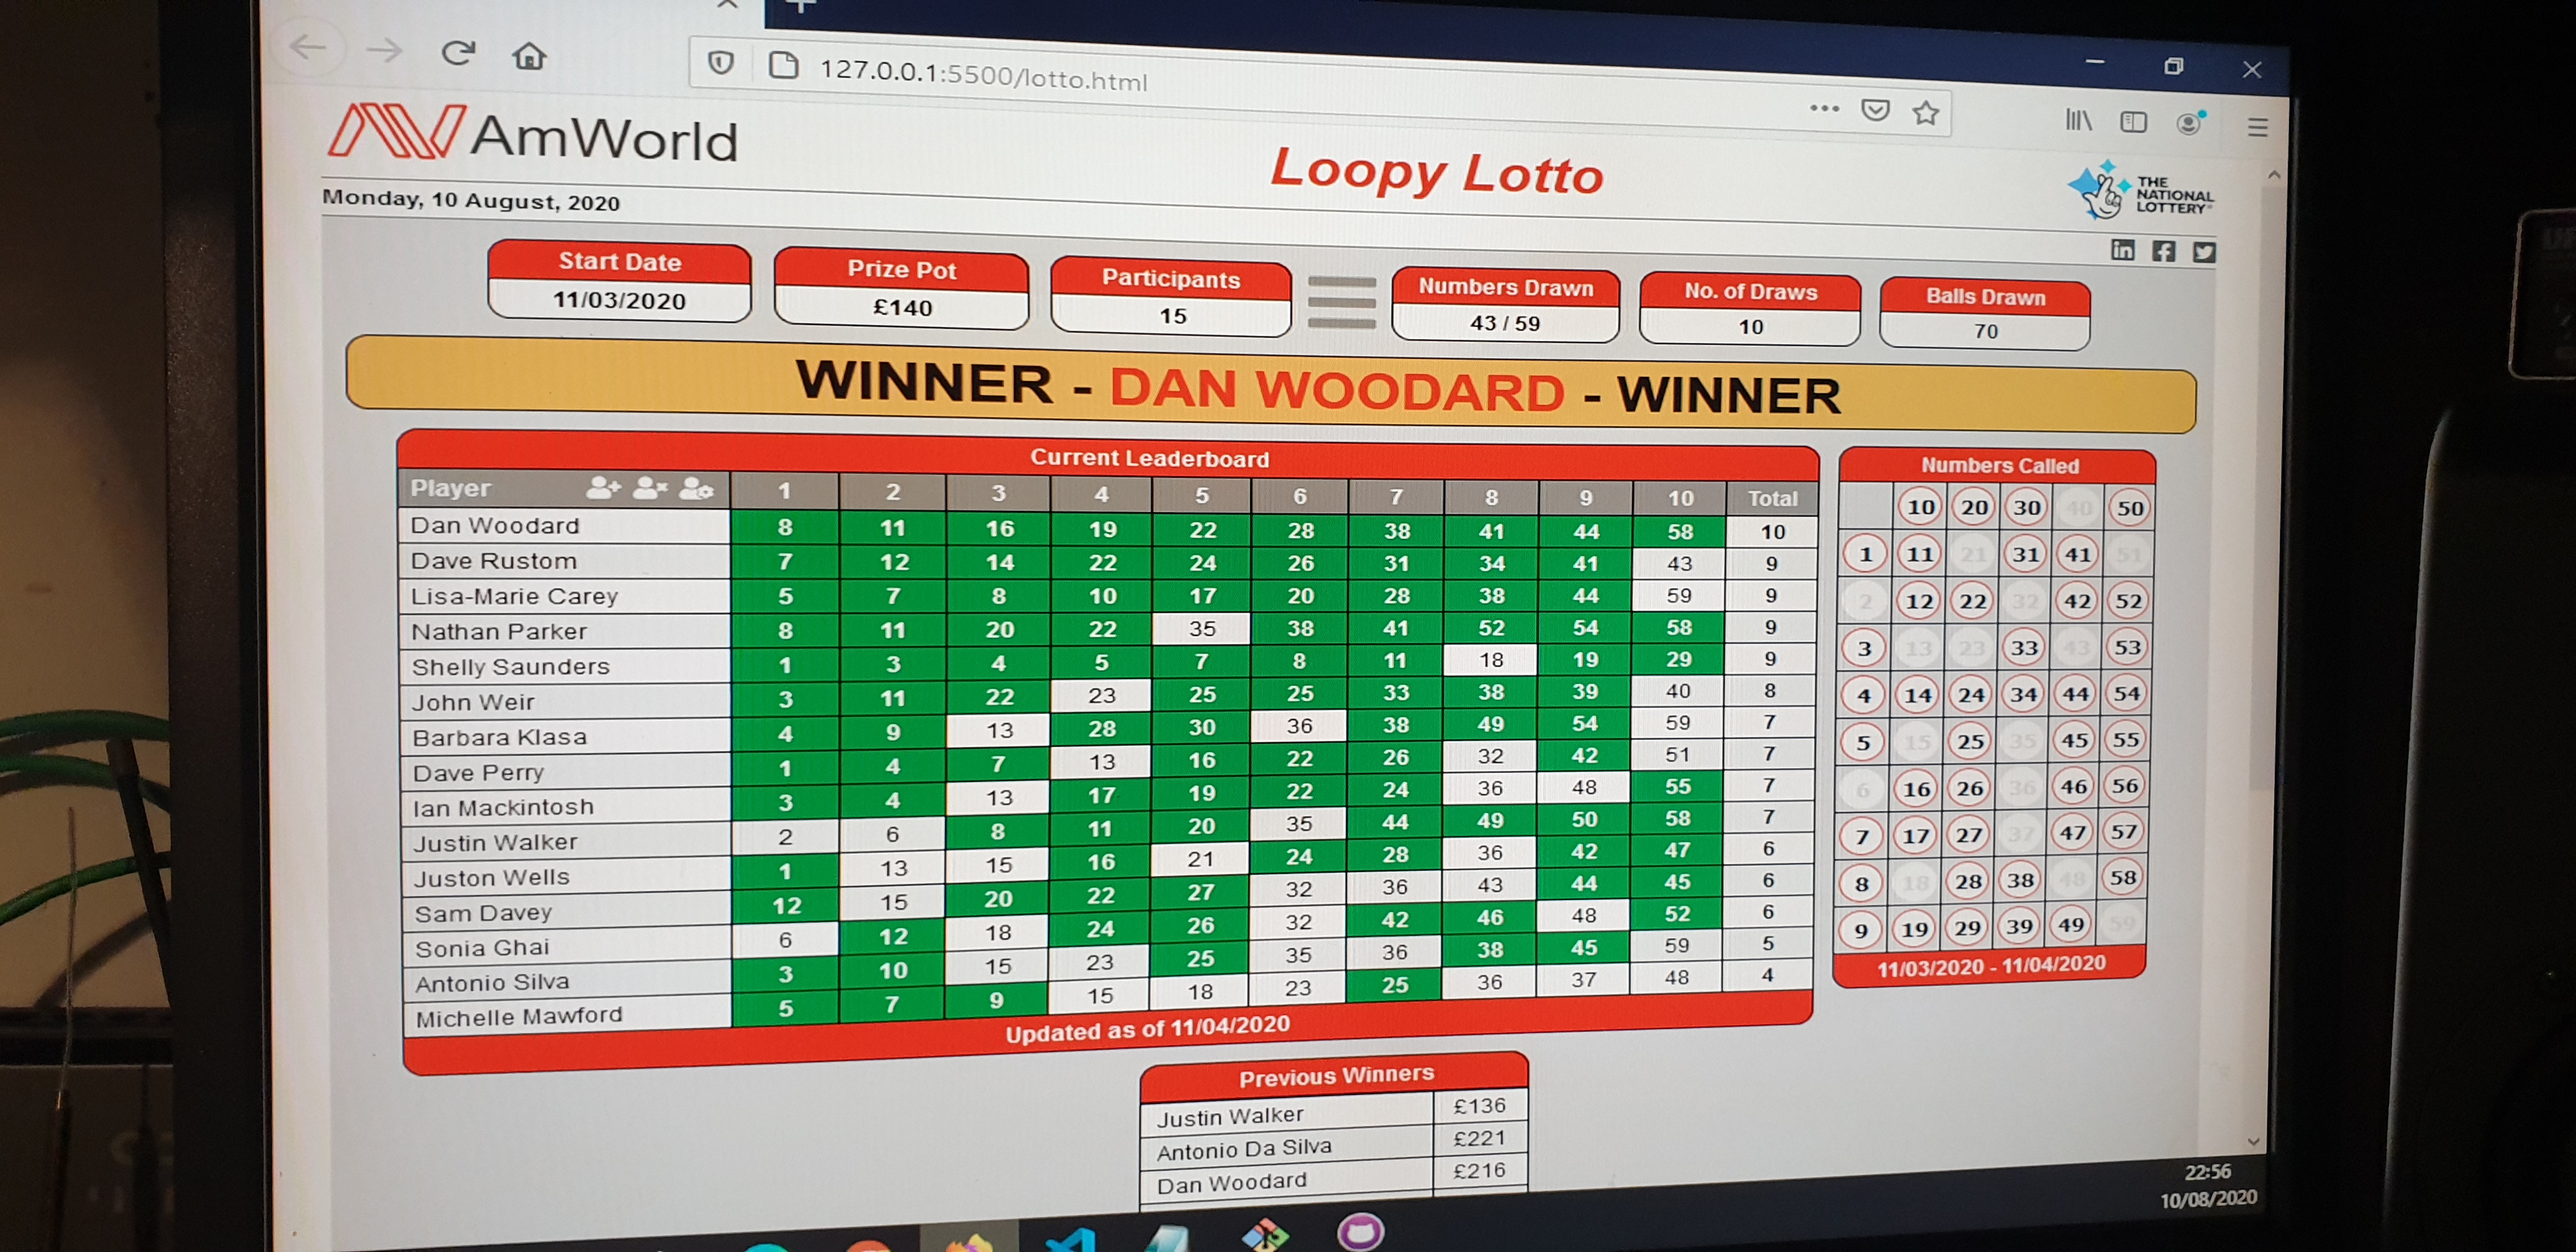 127.0.0.1:5500/lotto.html
AmWorld
Loopy Lotto
THE
NATIONAL
LOTTERY
Monday, 10 August, 2020
Start Date Prize Pot Participants Numbers Drawn No. of Draws Balls Drawn
11/03/2020 £140 15 43 / 59 10 70
WINNER - DAN WOODARD - WINNER
Current Leaderboard
Player 1 2 3 4 5 6 7 8 9 10 Total
Dan Woodard 8 11 16 19 22 28 38 41 44 58 10
Dave Rustom 7 12 14 22 24 26 31 34 41 43 9
Lisa-Marie Carey 5 7 8 10 17 20 28 38 44 59 9
Nathan Parker 8 11 20 22 35 38 41 52 54 58 9
Shelly Saunders 1 3 4 5 7 8 11 18 19 29 9
John Weir 3 11 22 23 25 25 33 38 39 40 8
Barbara Klasa 4 9 13 28 30 36 38 49 54 59 7
Dave Perry 1 4 7 13 16 22 26 32 42 51 7
Ian Mackintosh 3 4 13 17 19 22 24 36 48 55 7
Justin Walker 2 6 8 11 20 35 44 49 50 58 7
Juston Wells 1 13 15 16 21 24 28 36 42 47 6
Sam Davey 12 15 20 22 27 32 36 43 44 45 6
Sonia Ghai 6 12 18 24 26 32 42 46 48 52 6
Antonio Silva 3 10 15 23 25 35 36 38 45 59 5
Michelle Mawford 5 7 9 15 18 23 25 36 37 48 4
Updated as of 11/04/2020
Numbers Called
10 20 30 40 50
1 11 21 31 41 51
2 12 22 32 42 52
3 13 23 33 43 53
4 14 24 34 44 54
5 15 25 35 45 55
6 16 26 36 46 56
7 17 27 37 47 57
8 18 28 38 48 58
9 19 29 39 49 59
11/03/2020 - 11/04/2020
Previous Winners
Justin Walker £136
Antonio Da Silva £221
Dan Woodard £216
22:56
10/08/2020